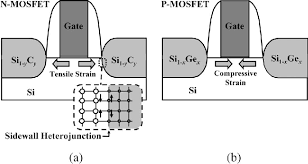 N-MOSFET
Gate
Si₁₋yCy
Si₁₋yCy
Tensile Strain
Si
Sidewall Heterojunction
(a)
P-MOSFET
Gate
Si₁₋ₓGeₓ
Si₁₋ₓGeₓ
Compressive
Strain
Si
(b)